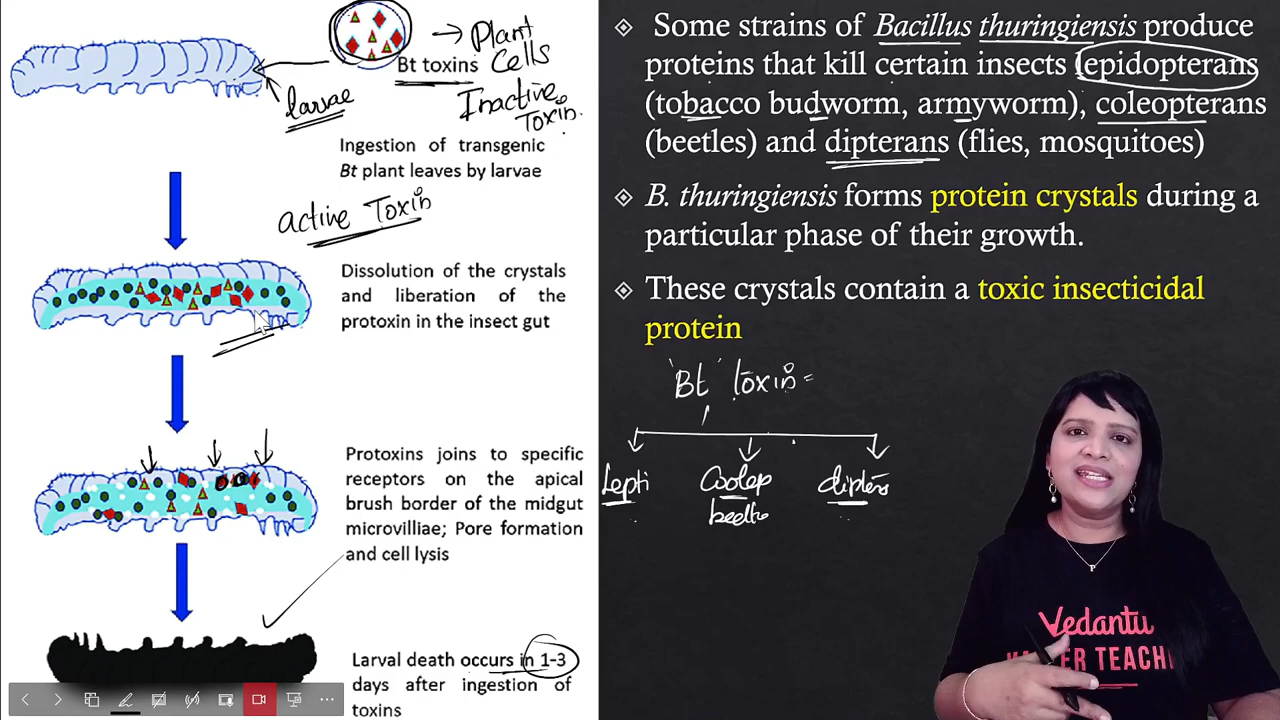 → Plant
Cells
Bt toxins
Inactive
Toxin.
larvae
Ingestion of transgenic
Bt plant leaves by larvae
active Toxin
Dissolution of the crystals
and liberation of the
protoxin in the insect gut
Protoxins joins to specific
receptors on the apical
brush border of the midgut
microvilliae; Pore formation
and cell lysis
Larval death occurs in 1-3
days after ingestion of
toxins
Some strains of Bacillus thuringiensis produce
proteins that kill certain insects lepidopterans
(tobacco budworm, armyworm), coleopterans
(beetles) and dipterans (flies, mosquitoes)
B. thuringiensis forms protein crystals during a
particular phase of their growth.
These crystals contain a toxic insecticidal
protein
'Bt' toxin =
Lepti
Coolep
diptera
Vedantu
TEACH